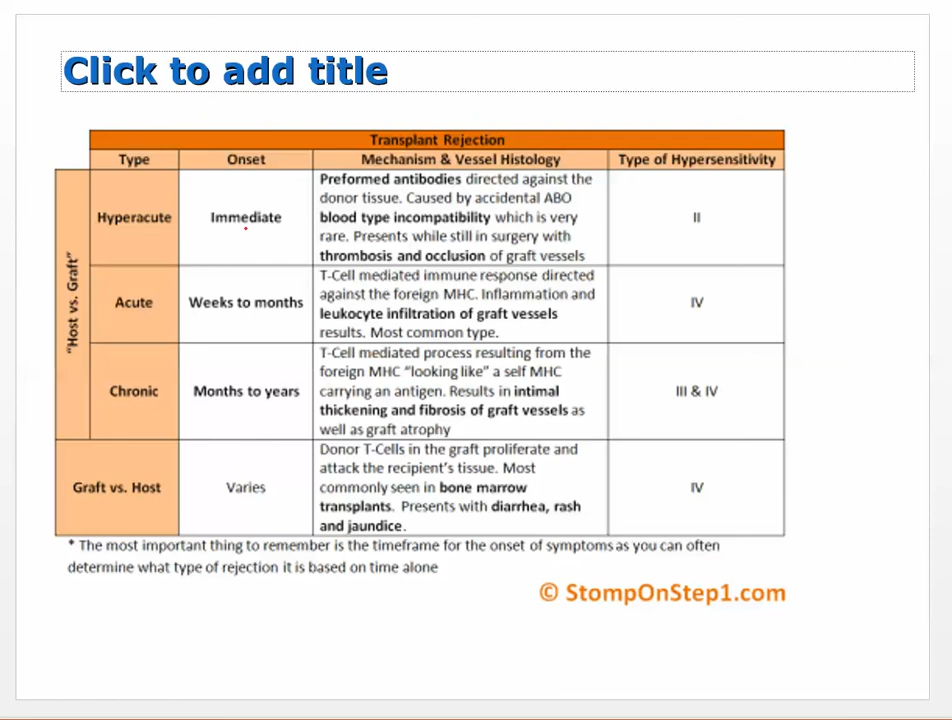 Click to add title
Transplant Rejection
Type Onset Mechanism & Vessel Histology Type of Hypersensitivity
"Host vs. Graft"
Hyperacute
Immediate
Preformed antibodies directed against the
donor tissue. Caused by accidental ABO
blood type incompatibility which is very
rare. Presents while still in surgery with
thrombosis and occlusion of graft vessels
II
Acute
Weeks to months
T-Cell mediated immune response directed
against the foreign MHC. Inflammation and
leukocyte infiltration of graft vessels
results. Most common type.
IV
Chronic
Months to years
T-Cell mediated process resulting from the
foreign MHC "looking like" a self MHC
carrying an antigen. Results in intimal
thickening and fibrosis of graft vessels as
well as graft atrophy
III & IV
Graft vs. Host
Varies
Donor T-Cells in the graft proliferate and
attack the recipient's tissue. Most
commonly seen in bone marrow
transplants. Presents with diarrhea, rash
and jaundice.
IV
* The most important thing to remember is the timeframe for the onset of symptoms as you can often
determine what type of rejection it is based on time alone
© StompOnStep1.com